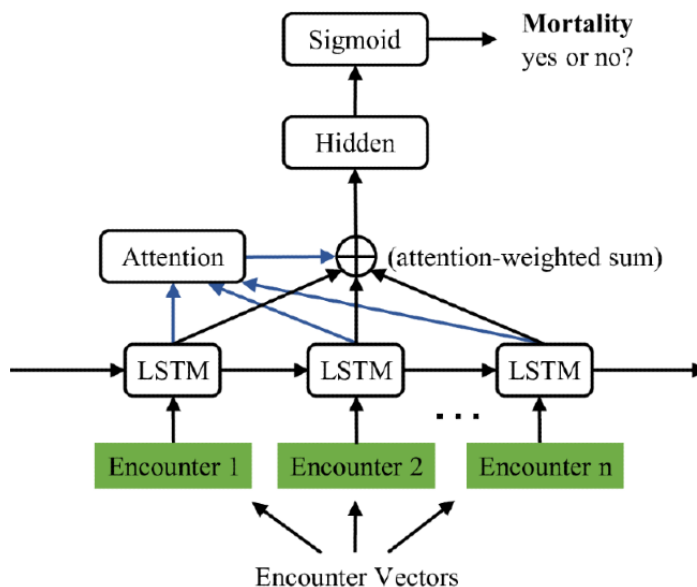 Sigmoid
Mortality
yes or no?
Hidden
Attention
(attention-weighted sum)
LSTM
LSTM
LSTM
...
Encounter 1
Encounter 2
Encounter n
Encounter Vectors